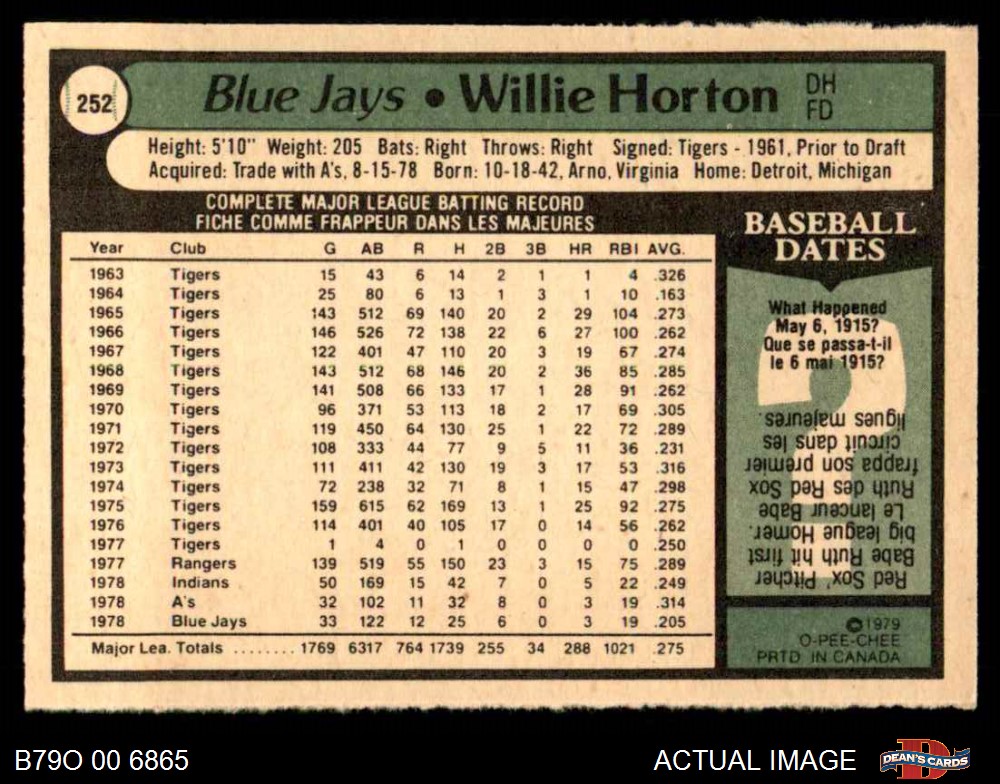 252
Blue Jays • Willie Horton DH
FD
Height: 5'10" Weight: 205 Bats: Right Throws: Right Signed: Tigers - 1961, Prior to Draft
Acquired: Trade with A's, 8-15-78 Born: 10-18-42, Arno, Virginia Home: Detroit, Michigan
COMPLETE MAJOR LEAGUE BATTING RECORD
FICHE COMME FRAPPEUR DANS LES MAJEURES
Year Club G AB R H 2B 3B HR RBI AVG.
1963 Tigers 15 43 6 14 2 1 1 4 .326
1964 Tigers 25 80 6 13 1 3 1 10 .163
1965 Tigers 143 512 69 140 20 2 29 104 .273
1966 Tigers 146 526 72 138 22 6 27 100 .262
1967 Tigers 122 401 47 110 20 3 19 67 .274
1968 Tigers 143 512 68 146 20 2 36 85 .285
1969 Tigers 141 508 66 133 17 1 28 91 .262
1970 Tigers 96 371 53 113 18 2 17 69 .305
1971 Tigers 119 450 64 130 25 1 22 72 .289
1972 Tigers 108 333 44 77 9 5 11 36 .231
1973 Tigers 111 411 42 130 19 3 17 53 .316
1974 Tigers 72 238 32 71 8 1 15 47 .298
1975 Tigers 159 615 62 169 13 1 25 92 .275
1976 Tigers 114 401 40 105 17 0 14 56 .262
1977 Tigers 1 4 0 1 0 0 0 0 .250
1977 Rangers 139 519 55 150 23 3 15 75 .289
1978 Indians 50 169 15 42 7 0 5 22 .249
1978 A's 32 102 11 32 8 0 3 19 .314
1978 Blue Jays 33 122 12 25 6 0 3 19 .205
Major Lea. Totals ........ 1769 6317 764 1739 255 34 288 1021 .275
BASEBALL
DATES
What Happened
May 6, 1915?
Que se passa-t-il
le 6 mai 1915?
Red Sox' Pitcher
Babe Ruth hit first
big league Homer.
Le lanceur Babe
Ruth des Red Sox
frappa son premier
circuit dans les
ligues majeures.
©1979
O-PEE-CHEE
PRTD IN CANADA
B79O 00 6865
ACTUAL IMAGE
DEAN'S CARDS